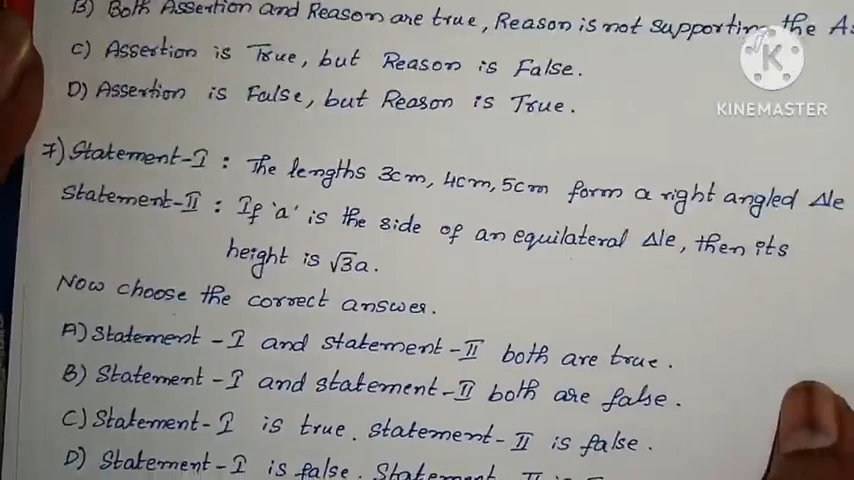 B) Both Assertion and Reason are true, Reason is not supporting the
C) Assertion is True, but Reason is False.
D) Assertion is False, but Reason is True.
KINEMASTER
7) Statement-I : The lengths 3cm, 4cm, 5cm form a right angled Δle
Statement-II : If 'a' is the side of an equilateral Δle, then its
height is √3a.
Now choose the correct answer.
A) Statement-I and statement-II both are true.
B) Statement-I and statement-II both are false.
C) Statement-I is true. statement-II is false.
D) Statement-I is false. Statement II is